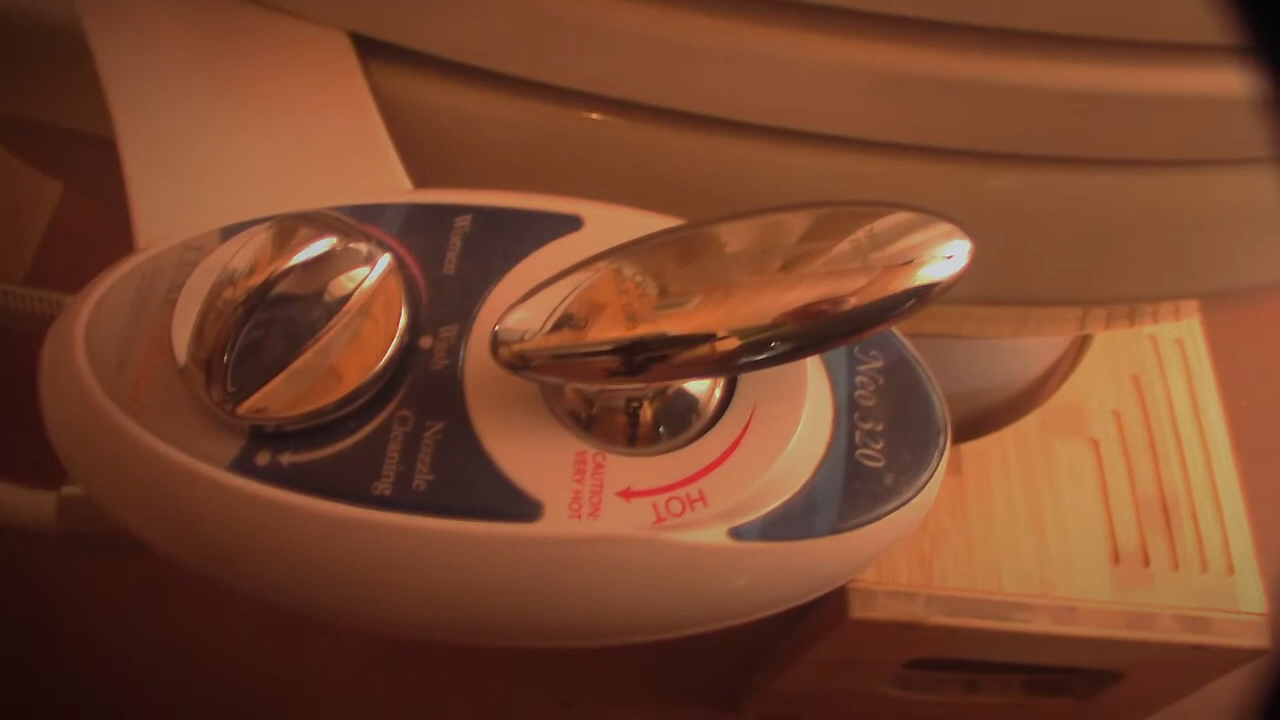 Women
Wash
Nozzle
Cleaning
CAUTION:
VERY HOT
HOT
Neo 320